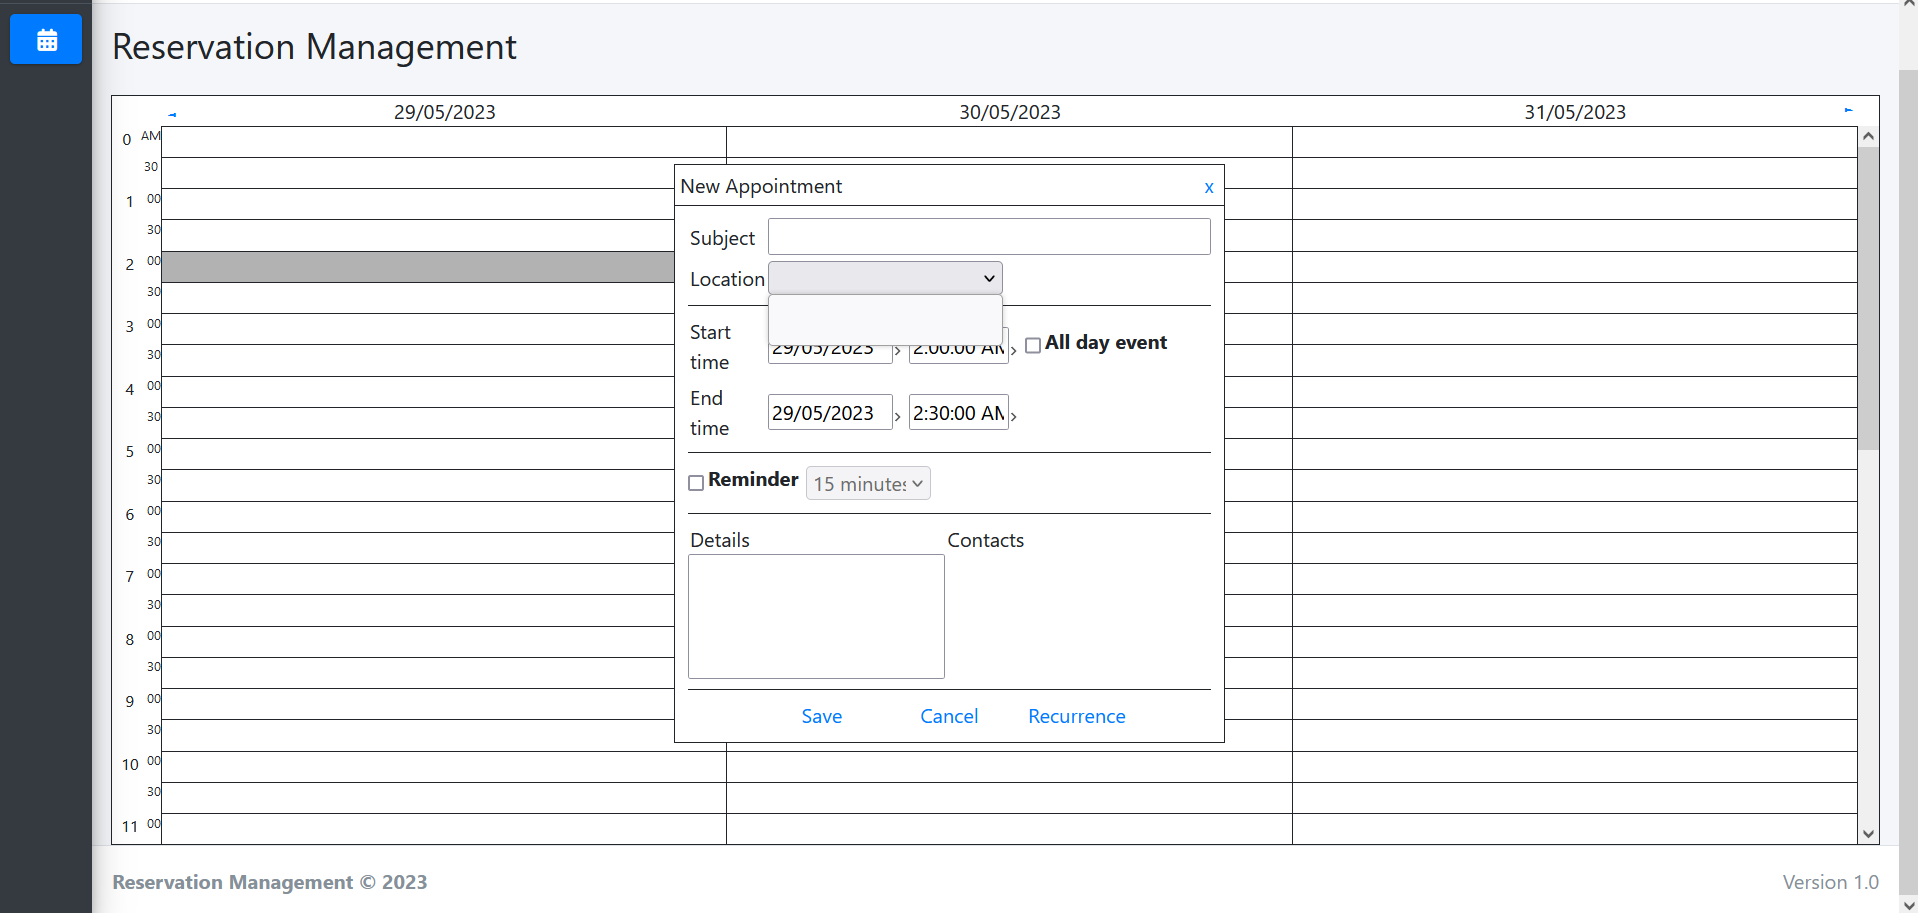 Reservation Management
29/05/2023 30/05/2023 31/05/2023
0 AM
30
1 00
30
2 00
30
3 00
30
4 00
30
5 00
30
6 00
30
7 00
30
8 00
30
9 00
30
10 00
30
11 00
New Appointment x
Subject
Location
Start time 29/05/2023 2:00:00 AM All day event
End time 29/05/2023 2:30:00 AM
Reminder 15 minutes
Details Contacts
Save Cancel Recurrence
Reservation Management © 2023 Version 1.0